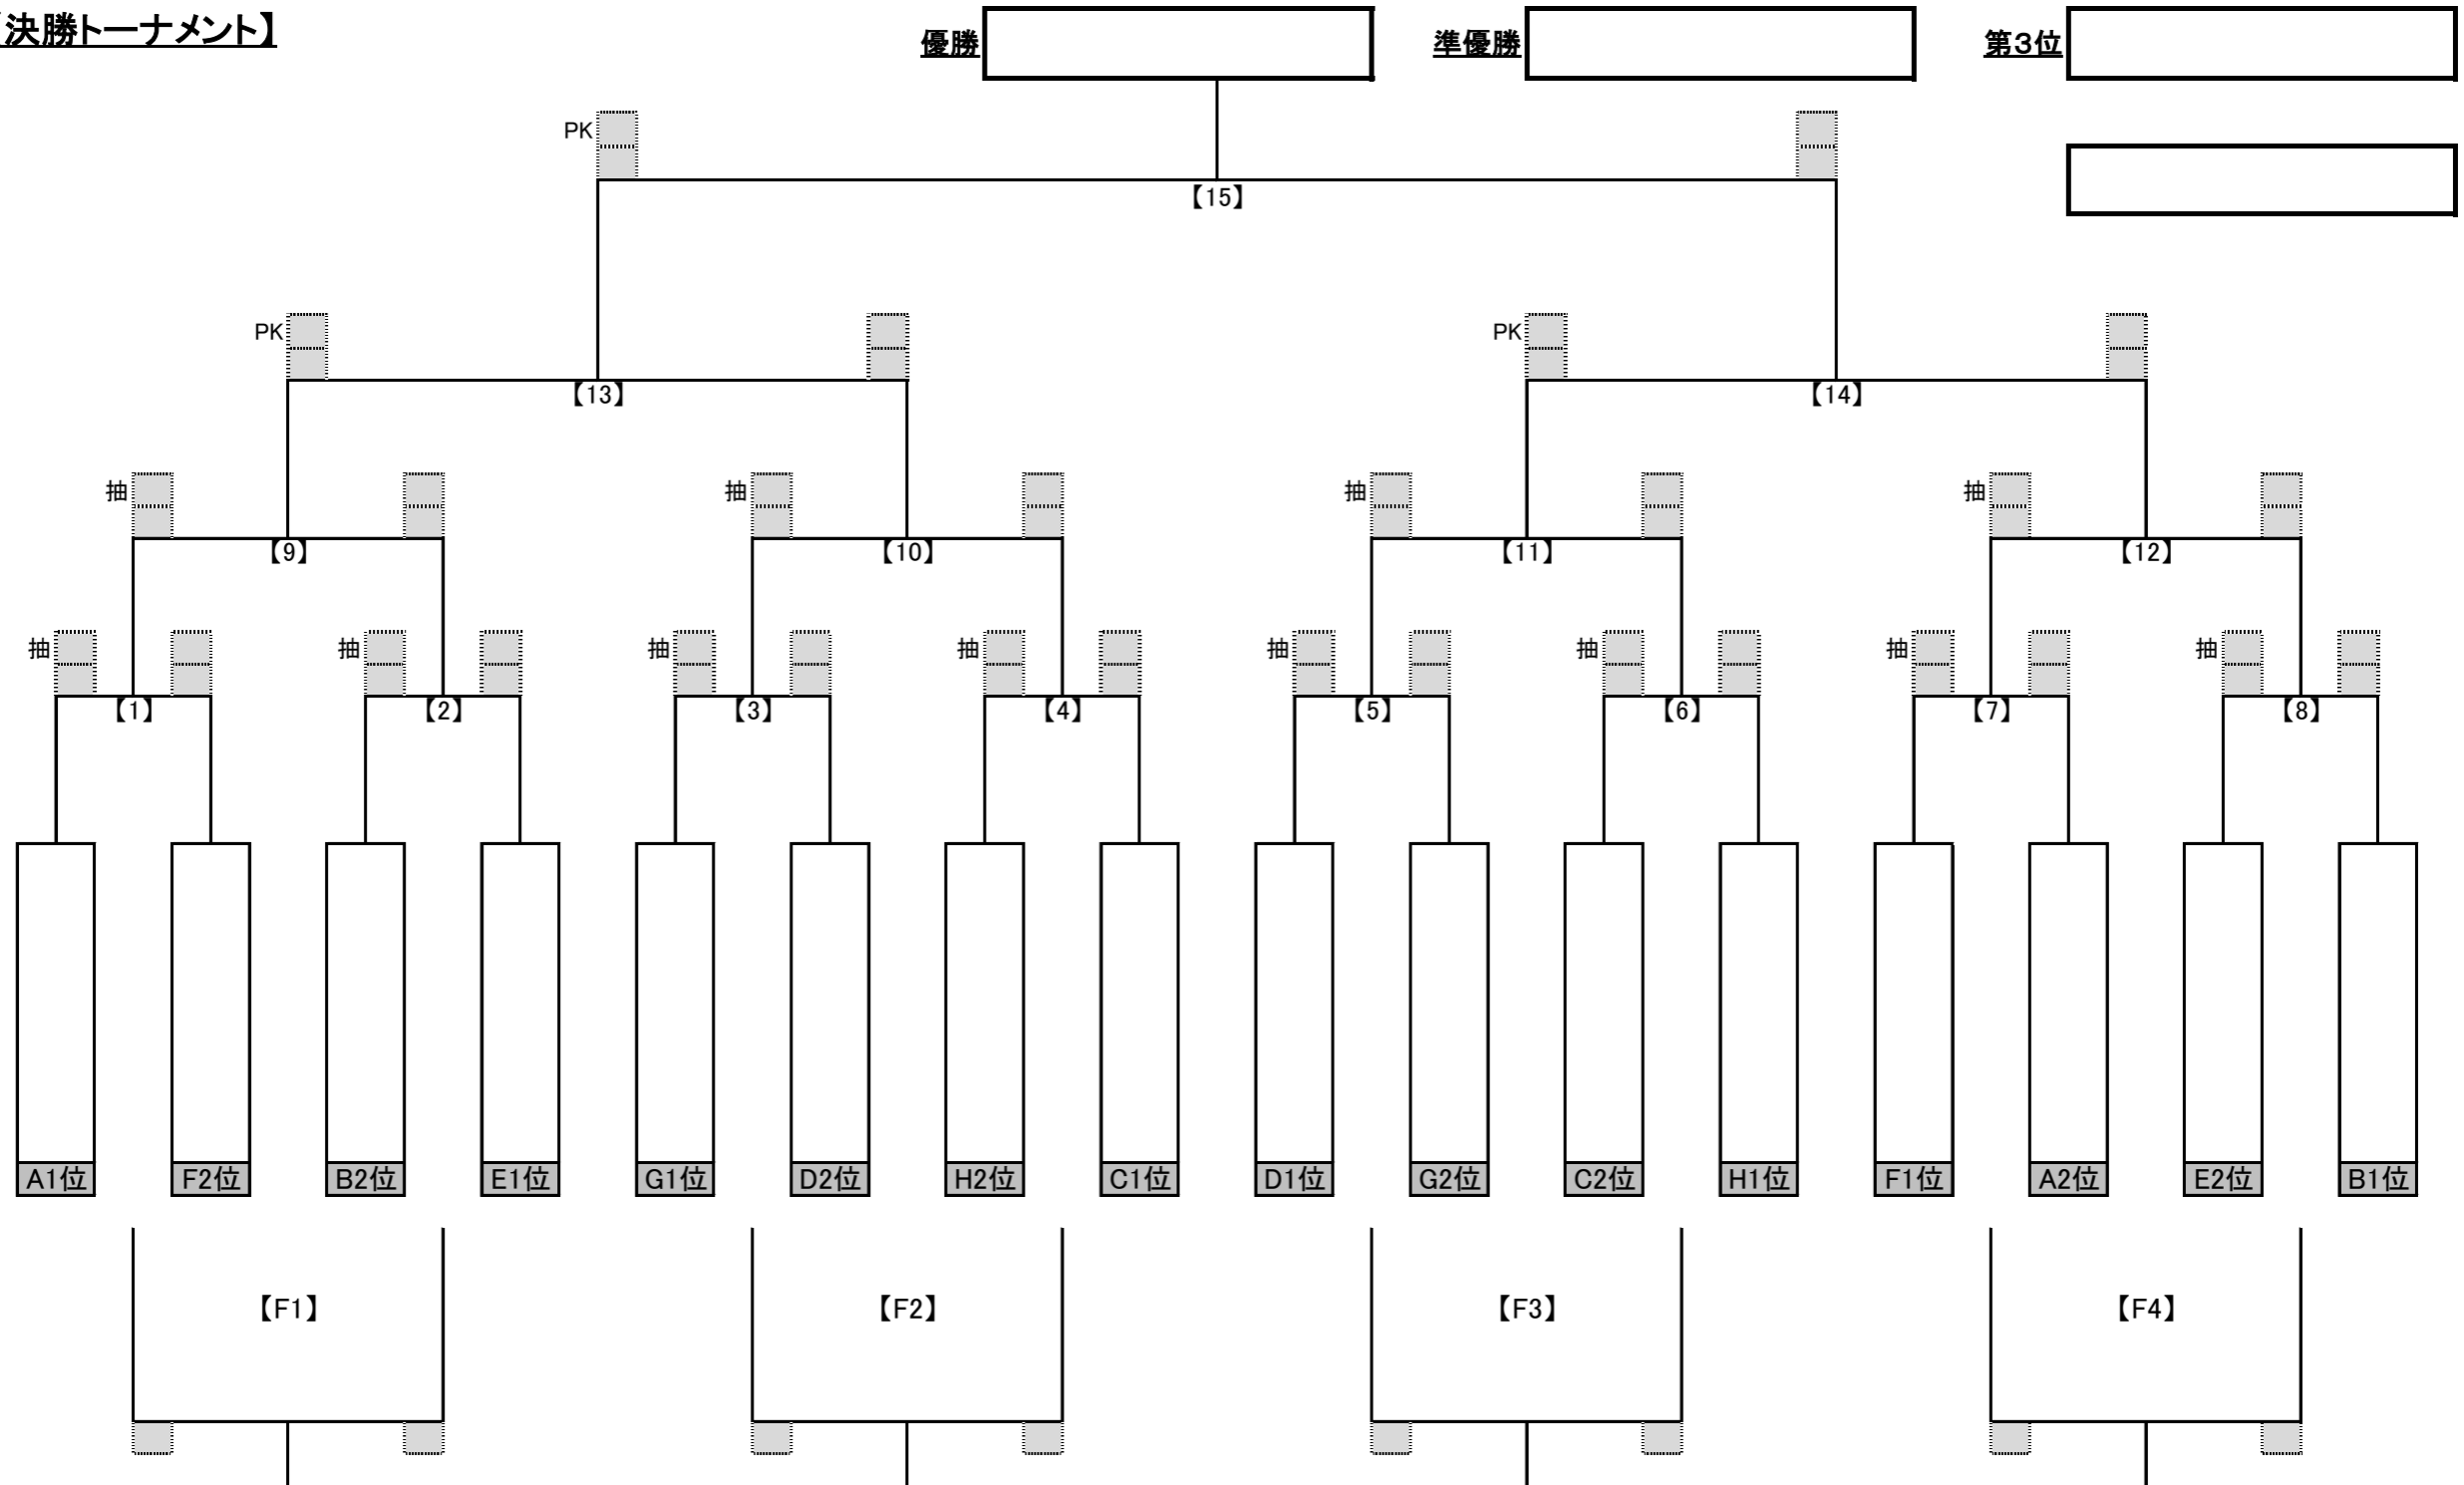 【決勝トーナメント】
優勝 準優勝 第3位
PK
【15】
PK PK
【13】 【14】
抽 抽 抽 抽
【9】 【10】 【11】 【12】
抽 抽 抽 抽 抽 抽 抽 抽
【1】 【2】 【3】 【4】 【5】 【6】 【7】 【8】
A1位 F2位 B2位 E1位 G1位 D2位 H2位 C1位 D1位 G2位 C2位 H1位 F1位 A2位 E2位 B1位
【F1】 【F2】 【F3】 【F4】